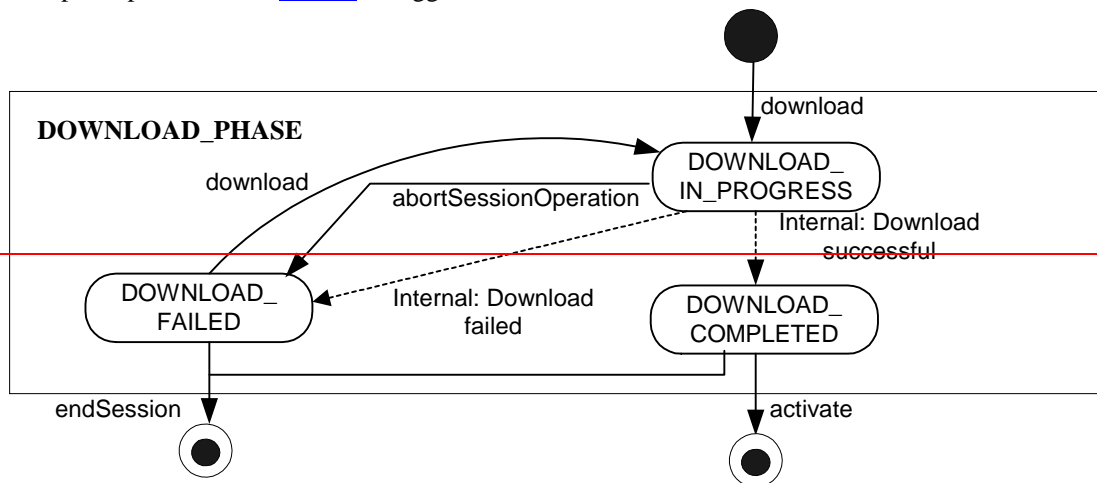 download
DOWNLOAD_PHASE
DOWNLOAD_
IN_PROGRESS
download
abortSessionOperation
Internal: Download
successful
DOWNLOAD_
FAILED
Internal: Download
failed
DOWNLOAD_
COMPLETED
endSession
activate